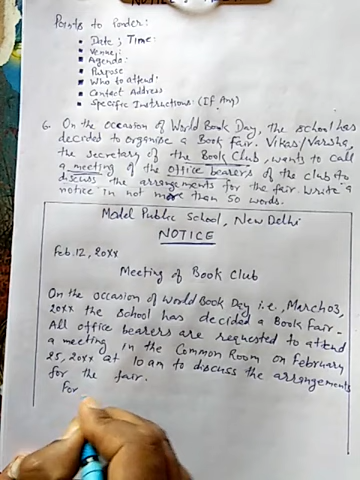 Points to Ponder:
▪ Date; Time:
▪ Venue:
▪ Agenda:
▪ Purpose
▪ Who to attend:
▪ Contact Address
▪ Specific Instructions: (If Any)
6. On the occasion of World Book Day, the school has
decided to organise a Book fair. Vikas/Varsha,
the secretary of the Book Club, wants to call
a meeting of the office bearers of the club to
discuss the arrangements for the fair. Write a
notice in not more than 50 words.
Model Public School, New Delhi
NOTICE
Feb. 12, 20xx
Meeting of Book Club
On the occasion of World Book Day i.e., March 03,
20xx the school has decided a Book Fair.
All office bearers are requested to attend
a meeting in the Common Room on February
25, 20xx at 10 am to discuss the arrangements
for the fair.
For